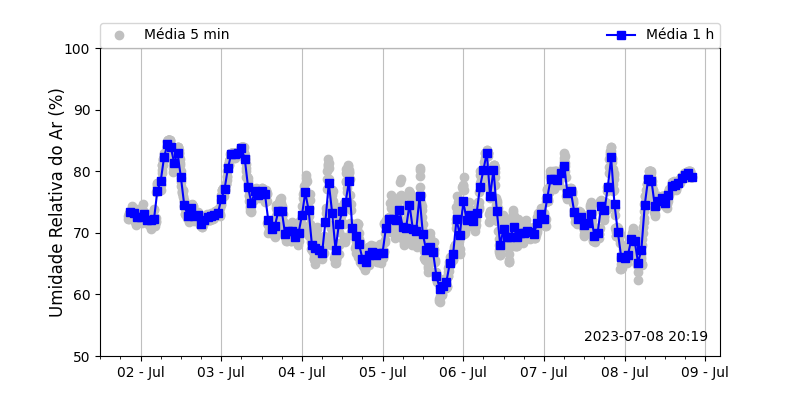 Média 5 min
Média 1 h
Umidade Relativa do Ar (%)
100
90
80
70
60
50
2023-07-08 20:19
02 - Jul
03 - Jul
04 - Jul
05 - Jul
06 - Jul
07 - Jul
08 - Jul
09 - Jul